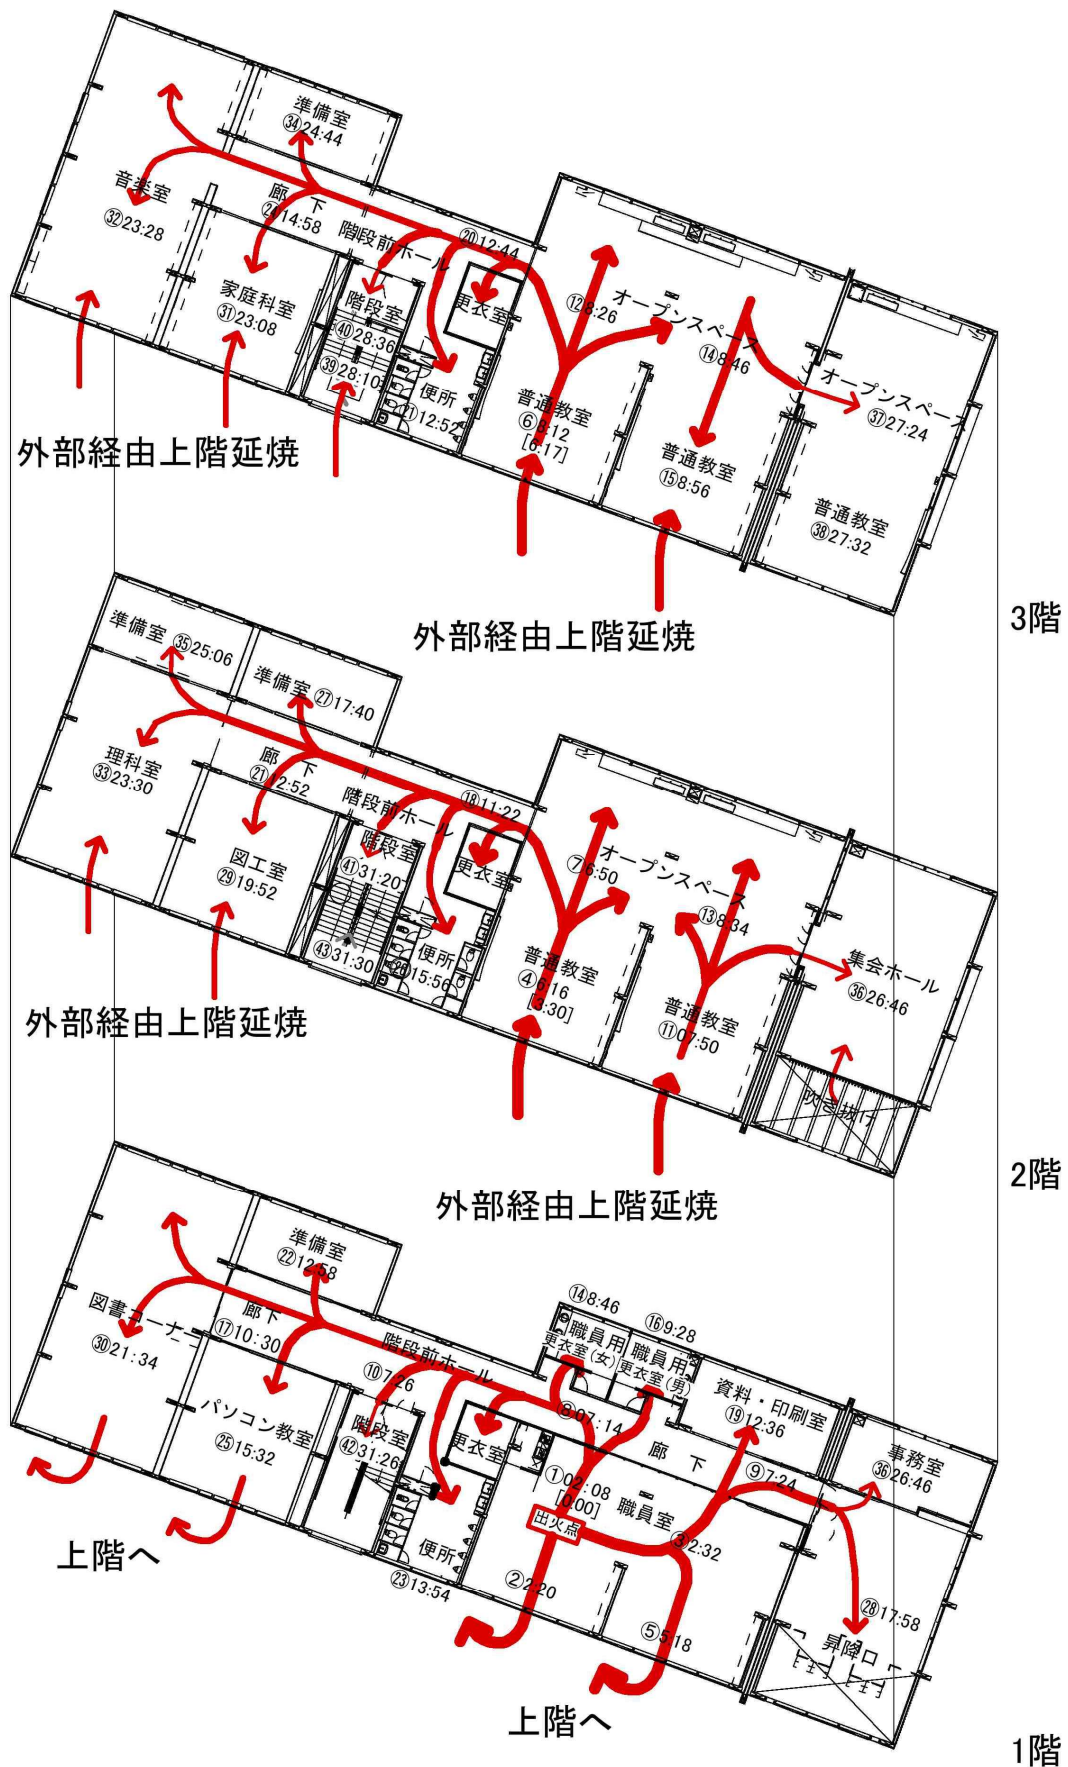 準備室
㉞24:44
音楽室
㉜23:28
廊下
㉔14:58
階段前ホール
⑳12:44
家庭科室
㉛23:08
階段室
㊵28:36
㊴28:10
更衣室
便所
㉑12:52
⑫8:26
オープンスペース
⑭8:46
普通教室
⑥8:12
[6:17]
普通教室
⑮8:56
オープンスペース
㊲27:24
普通教室
㊳27:32
外部経由上階延焼
外部経由上階延焼
3階
準備室 ㉟25:06
準備室 ㉗17:40
理科室
㉝23:30
廊下
㉑12:52
階段前ホール
⑱11:22
図工室
㉙19:52
階段室
㊶31:20
㊸31:30
更衣室
便所
㉖15:56
⑦6:50
オープンスペース
⑬8:34
普通教室
④6:16
[3:30]
普通教室
⑪07:50
集会ホール
㊱26:46
吹き抜け
外部経由上階延焼
外部経由上階延焼
2階
準備室
㉒12:58
図書コーナー
㉚21:34
廊下
⑰10:30
階段前ホール
⑩7:26
パソコン教室
㉕15:32
階段室
㊷31:26
更衣室
便所
㉓13:54
⑭8:46
職員用
更衣室(女)
⑯9:28
職員用
更衣室(男)
⑧07:14
資料・印刷室
⑲12:36
廊下
⑨7:24
事務室
㊱26:46
①02:08
[0:00]
出火点
職員室
③2:32
②2:20
⑤5:18
㉘17:58
昇降口
上階へ
上階へ
1階